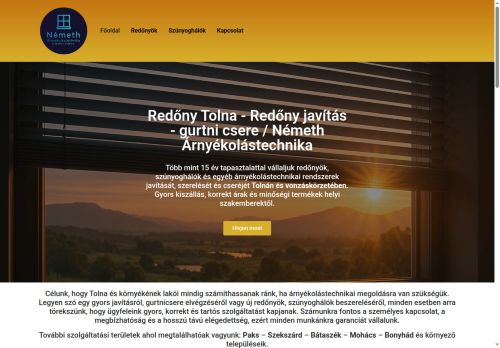 Németh
Főoldal
Redőnyök
Szúnyoghálók
Kapcsolat
Redőny Tolna - Redőny javítás
- gurtni csere / Németh
Árnyékolástechnika
Több mint 15 év tapasztalattal vállaljuk redőnyök,
szúnyoghálók és egyéb árnyékolástechnikai rendszerek
javítását, szerelését és cseréjét Tolnán és vonzáskörzetében.
Gyors kiszállás, korrekt árak és minőségi termékek helyi
szakemberektől.
Hívjon most
Célunk, hogy Tolna és környékének lakói mindig számíthassanak ránk, ha árnyékolástechnikai megoldásra van szükségük.
Legyen szó egy gyors javításról, gurtnicsere elvégzéséről vagy új redőnyök, szúnyoghálók beszereléséről, minden esetben arra
törekszünk, hogy ügyfeleink gyors, korrekt és tartós szolgáltatást kapjanak. Számunkra fontos a személyes kapcsolat, a
megbízhatóság és a hosszú távú elégedettség, ezért minden munkánkra garanciát vállalunk.
További szolgáltatási területek ahol megtalálhatóak vagyunk: Paks – Szekszárd – Bátaszék – Mohács – Bonyhád és környező
településeik.